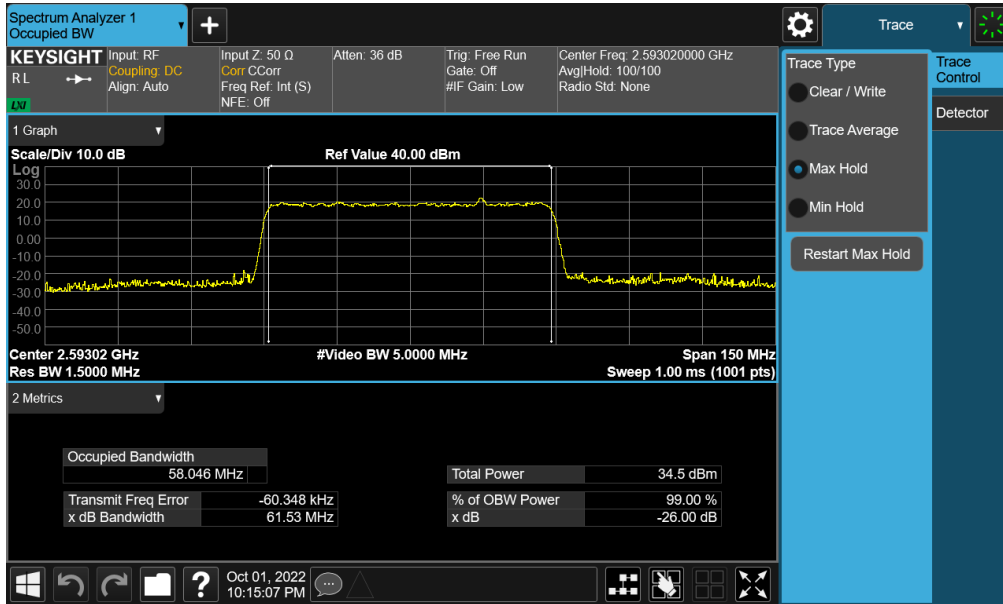 Spectrum Analyzer 1
Occupied BW
Trace
KEYSIGHT
R L
LXI
Input: RF
Coupling: DC
Align: Auto
Input Z: 50 Ω
Corr CCorr
Freq Ref: Int (S)
NFE: Off
Atten: 36 dB
Trig: Free Run
Gate: Off
#IF Gain: Low
Center Freq: 2.593020000 GHz
Avg|Hold: 100/100
Radio Std: None
Trace Type
Clear / Write
Trace Average
Max Hold
Min Hold
Restart Max Hold
Trace
Control
Detector
1 Graph
Scale/Div 10.0 dB
Ref Value 40.00 dBm
Log
30.0
20.0
10.0
0.00
-10.0
-20.0
-30.0
-40.0
-50.0
Center 2.59302 GHz
#Video BW 5.0000 MHz
Span 150 MHz
Res BW 1.5000 MHz
Sweep 1.00 ms (1001 pts)
2 Metrics
Occupied Bandwidth
58.046 MHz
Total Power 34.5 dBm
Transmit Freq Error -60.348 kHz
% of OBW Power 99.00 %
x dB Bandwidth 61.53 MHz
x dB -26.00 dB
?
Oct 01, 2022
10:15:07 PM